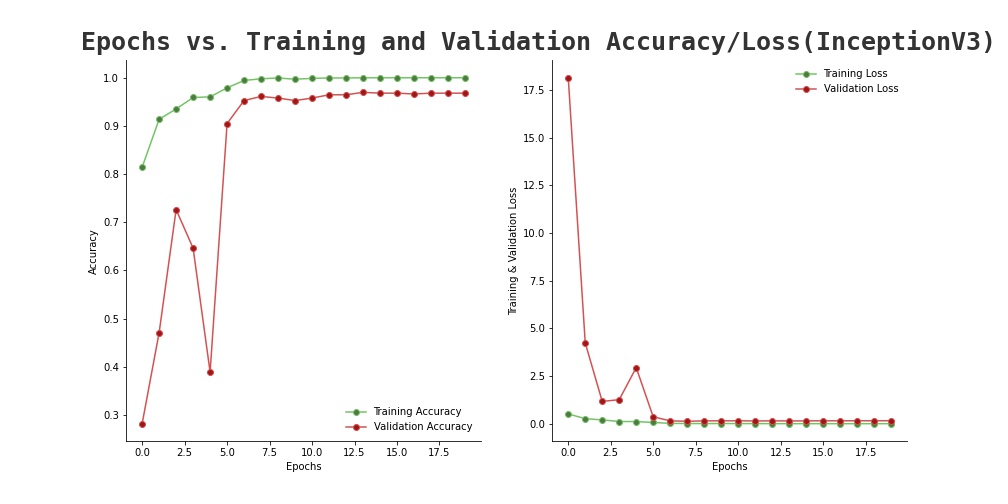 Epochs vs. Training and Validation Accuracy/Loss(InceptionV3)
1.0
0.9
0.8
0.7
0.6
0.5
0.4
0.3
Accuracy
0.0 2.5 5.0 7.5 10.0 12.5 15.0 17.5
Epochs
Training Accuracy
Validation Accuracy
17.5
15.0
12.5
10.0
7.5
5.0
2.5
0.0
Training & Validation Loss
0.0 2.5 5.0 7.5 10.0 12.5 15.0 17.5
Epochs
Training Loss
Validation Loss